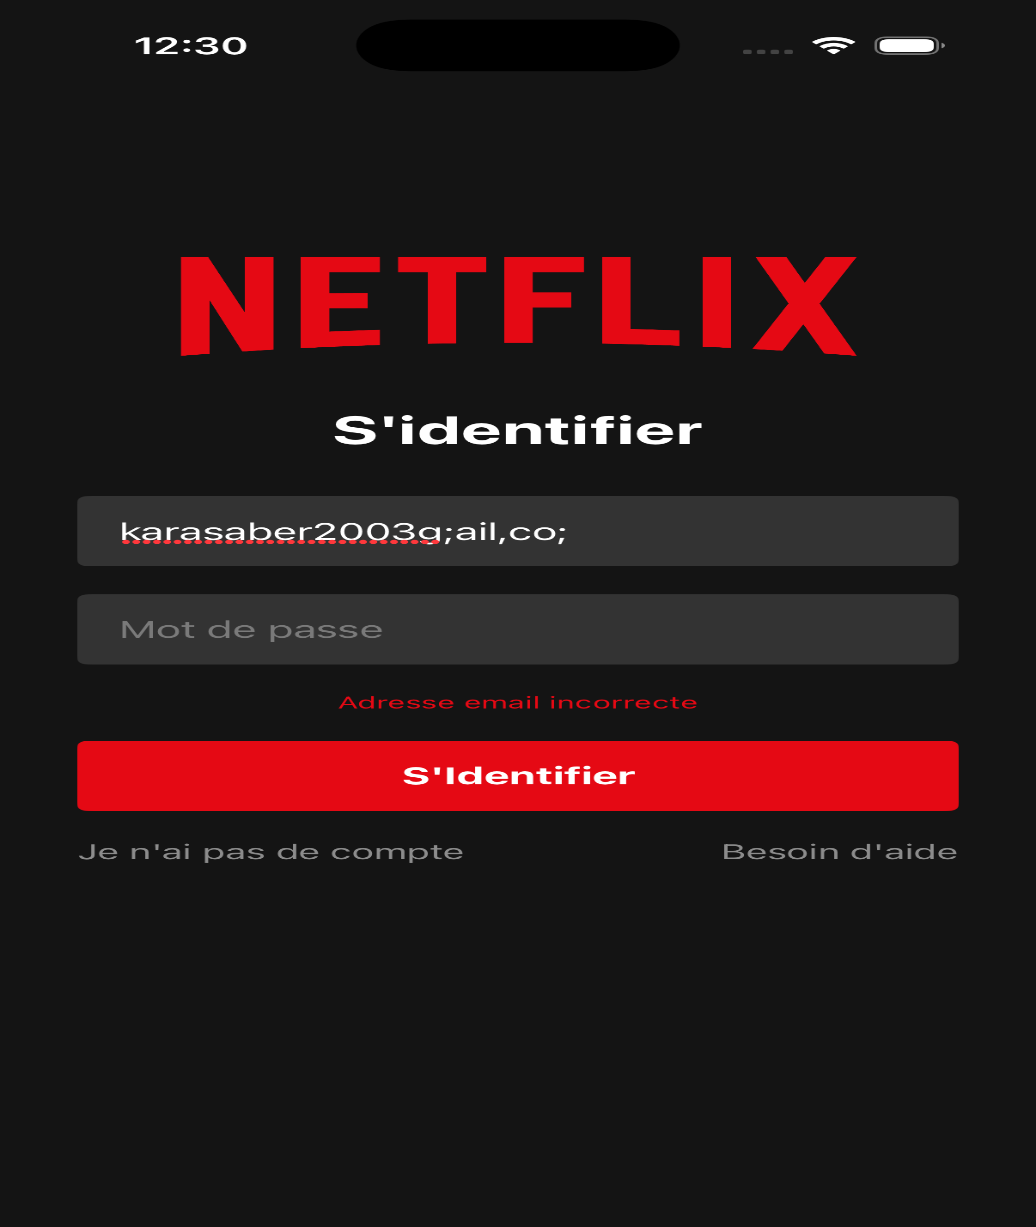 12:30
NETFLIX
S'identifier
karasaber2003g;ail,co;
Mot de passe
Adresse email incorrecte
S'Identifier
Je n'ai pas de compte
Besoin d'aide